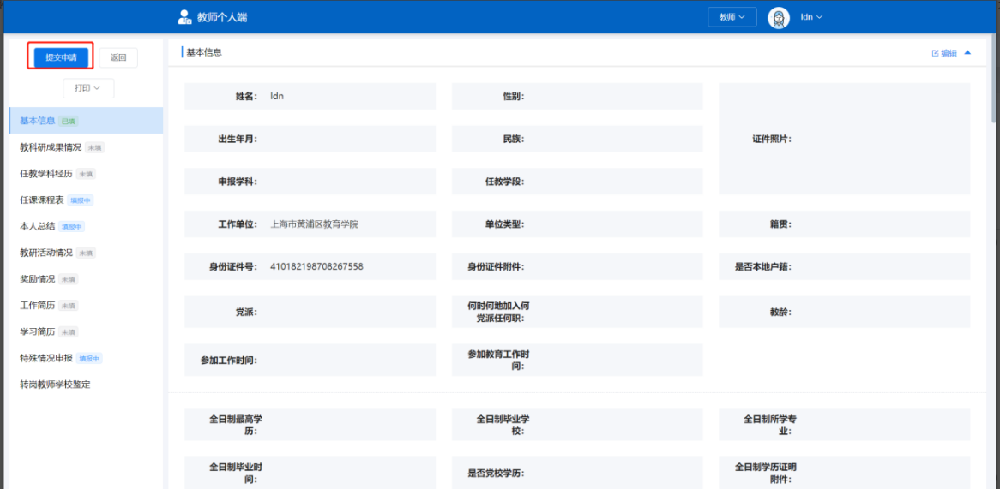 教师个人端
教师
ldn
提交申请
返回
打印
基本信息 已填
教科研成果情况 未填
任教学科经历 未填
任课课程表 填报中
本人总结 填报中
教研活动情况 未填
奖励情况 未填
工作简历 未填
学习简历 未填
特殊情况申报 填报中
转岗教师学校鉴定
基本信息
编辑
姓名： ldn
性别：
证件照片：
出生年月：
民族：
申报学科：
任教学段：
工作单位： 上海市黄浦区教育学院
单位类型：
籍贯：
身份证件号： 410182198708267558
身份证件附件：
是否本地户籍：
党派：
何时何地加入何
党派任何职：
教龄：
参加工作时间：
参加教育工作时
间：
全日制最高学
历：
全日制毕业学
校：
全日制所学专
业：
全日制毕业时
间：
是否党校学历：
全日制学历证明
附件：